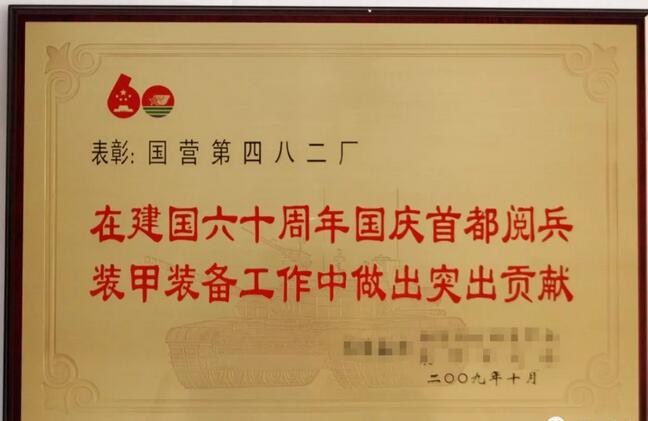 60
表彰: 国营第四八二厂
在建国六十周年国庆首都阅兵
装甲装备工作中做出突出贡献
二〇〇九年十月